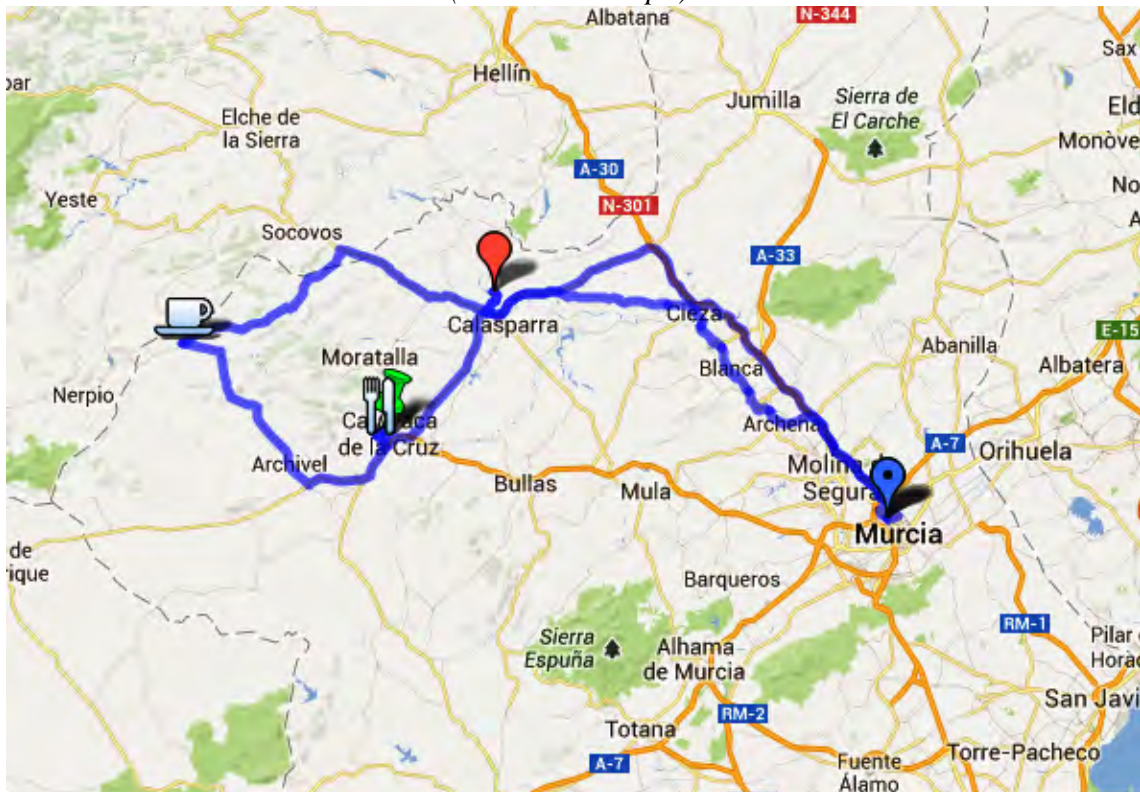 Albatana
N-344
Sax
Hellín
Jumilla
Sierra de
El Carche
Elche de
la Sierra
Monòve
A-30
Yeste
N-301
Socovos
A-33
Calasparra
Cieza
E-15
Moratalla
Blanca
Abanilla
Albatera
Nerpio
de la Cruz
Archena
A-7
Orihuela
Archivel
Molina
Segura
Bullas
Mula
Murcia
de
rique
Barqueros
RM-1
Sierra
Espuña
Alhama
de Murcia
Pilar
Horac
San Javi
RM-2
Totana
Torre-Pacheco
A-7
Fuente
Álamo